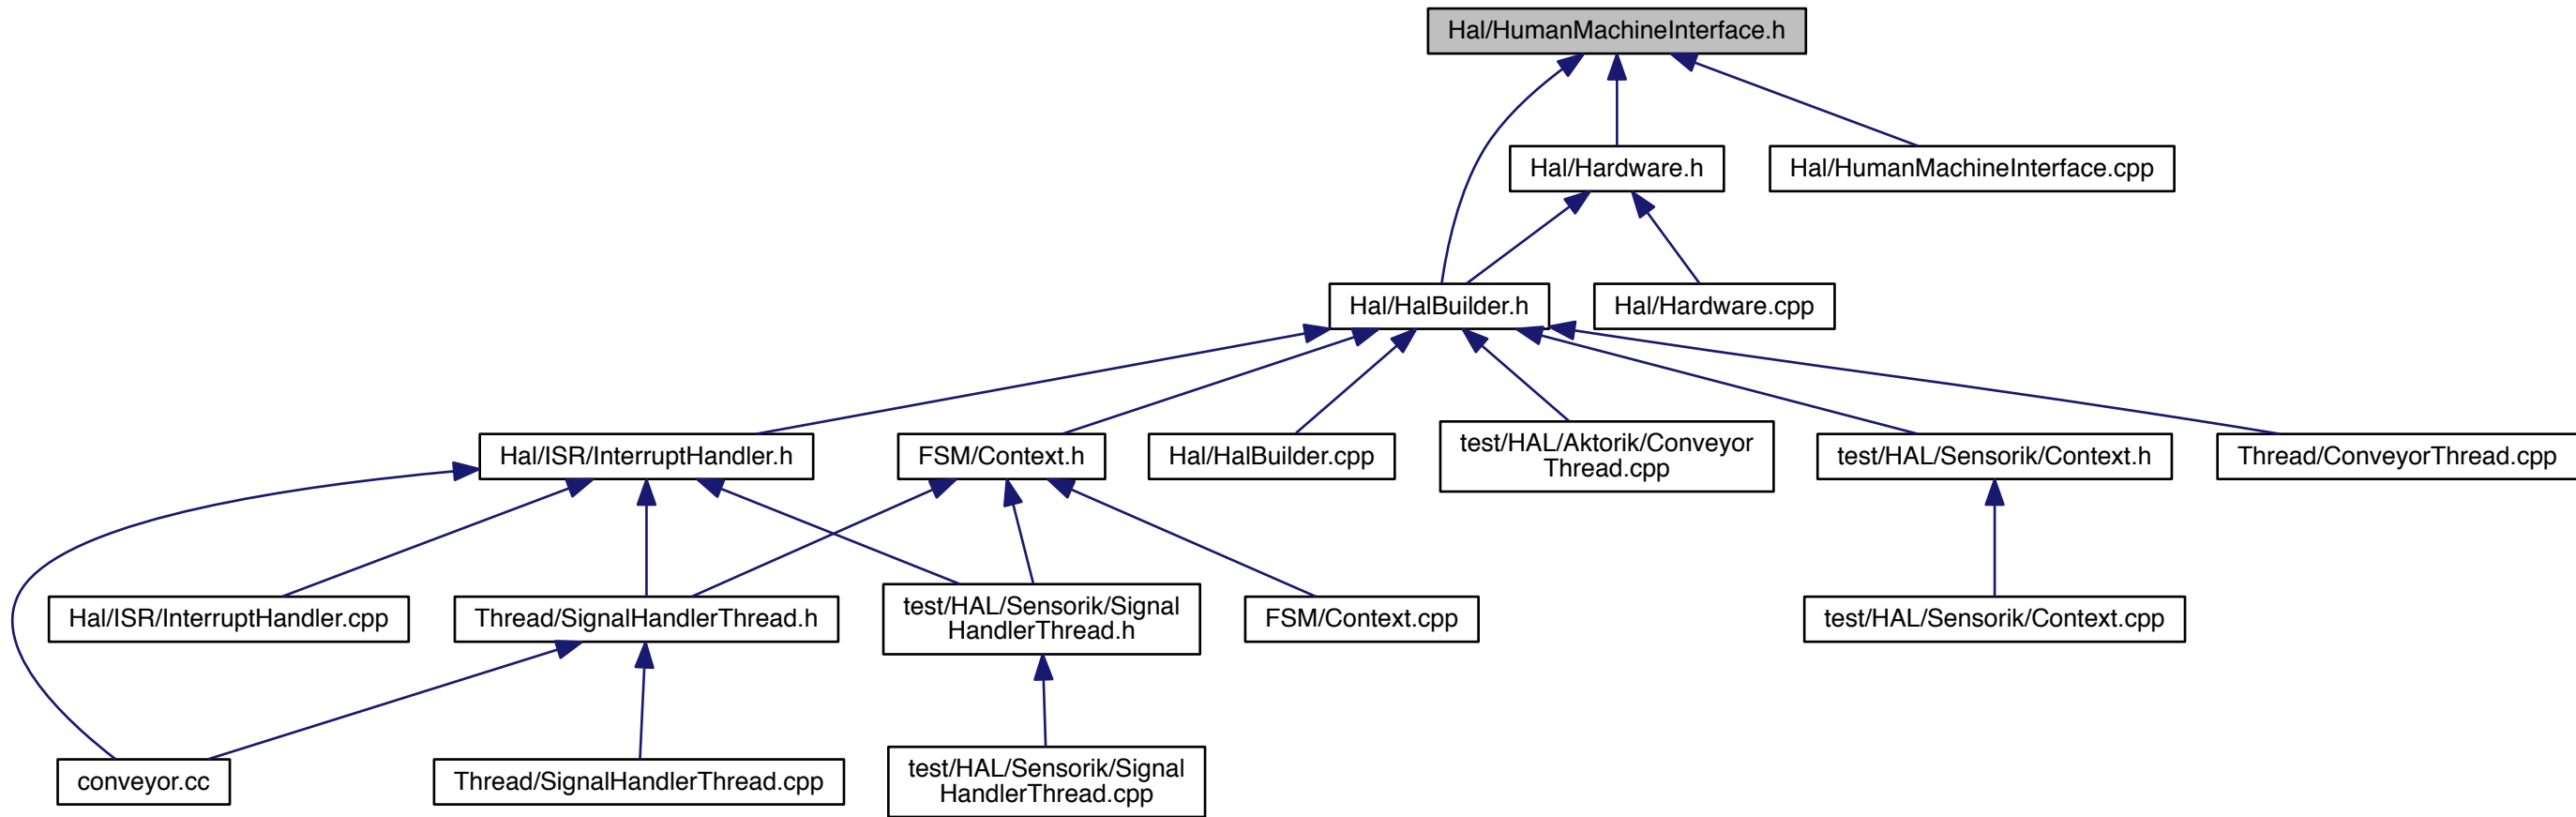 Hal/HumanMachineInterface.h
Hal/Hardware.h
Hal/HumanMachineInterface.cpp
Hal/HalBuilder.h
Hal/Hardware.cpp
Hal/ISR/InterruptHandler.h
FSM/Context.h
Hal/HalBuilder.cpp
test/HAL/Aktorik/Conveyor
Thread.cpp
test/HAL/Sensorik/Context.h
Thread/ConveyorThread.cpp
Hal/ISR/InterruptHandler.cpp
Thread/SignalHandlerThread.h
test/HAL/Sensorik/Signal
HandlerThread.h
FSM/Context.cpp
test/HAL/Sensorik/Context.cpp
conveyor.cc
Thread/SignalHandlerThread.cpp
test/HAL/Sensorik/Signal
HandlerThread.cpp